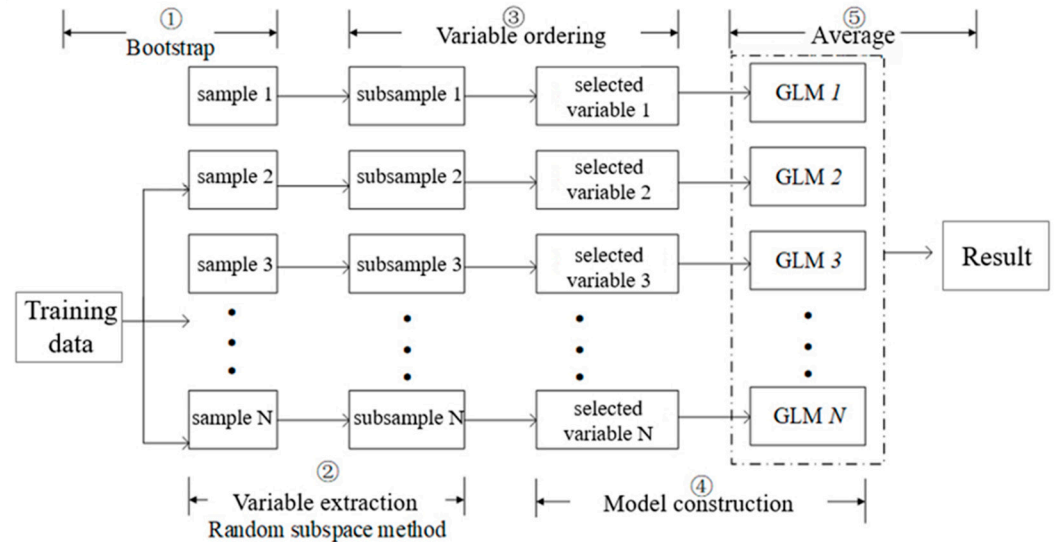 ①
Bootstrap
③
Variable ordering
⑤
Average
sample 1
subsample 1
selected
variable 1
GLM 1
sample 2
subsample 2
selected
variable 2
GLM 2
sample 3
subsample 3
selected
variable 3
GLM 3
Training
data
Result
sample N
subsample N
selected
variable N
GLM N
②
Variable extraction
Random subspace method
④
Model construction